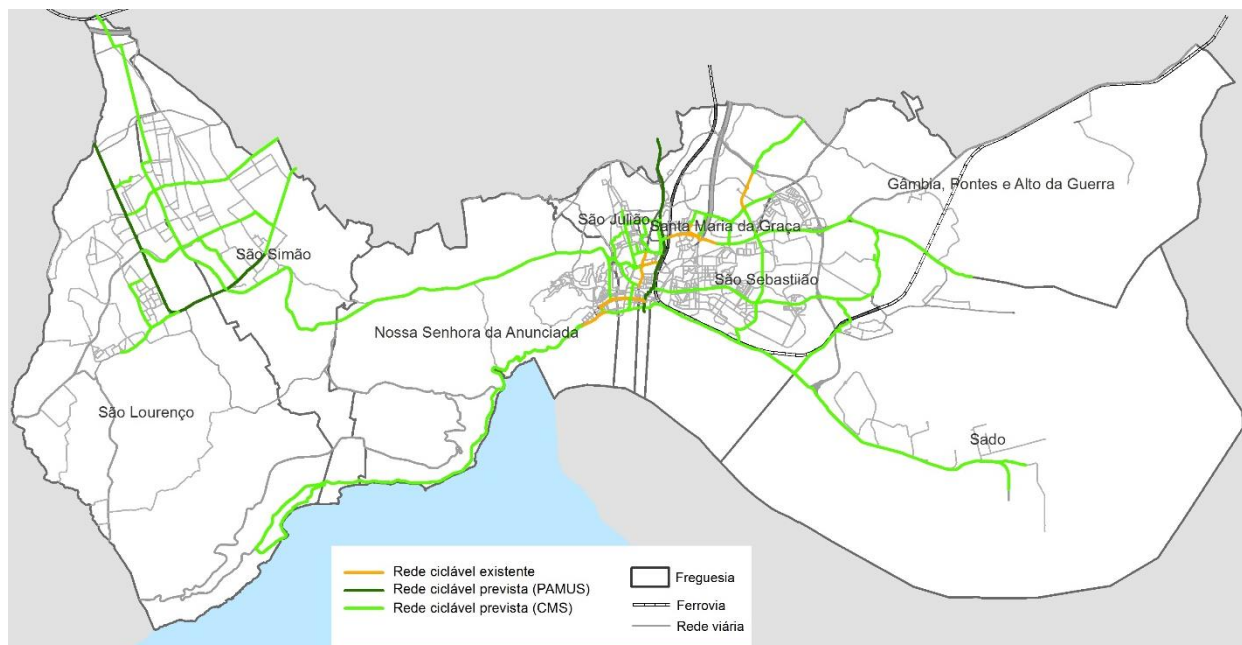 Gâmbia, Pontes e Alto da Guerra
São Julião
Santa Maria da Graça
São Simão
São Sebastiião
Nossa Senhora da Anunciada
São Lourenço
Sado
Rede ciclável existente
Rede ciclável prevista (PAMUS)
Rede ciclável prevista (CMS)
Freguesia
Ferrovia
Rede viária